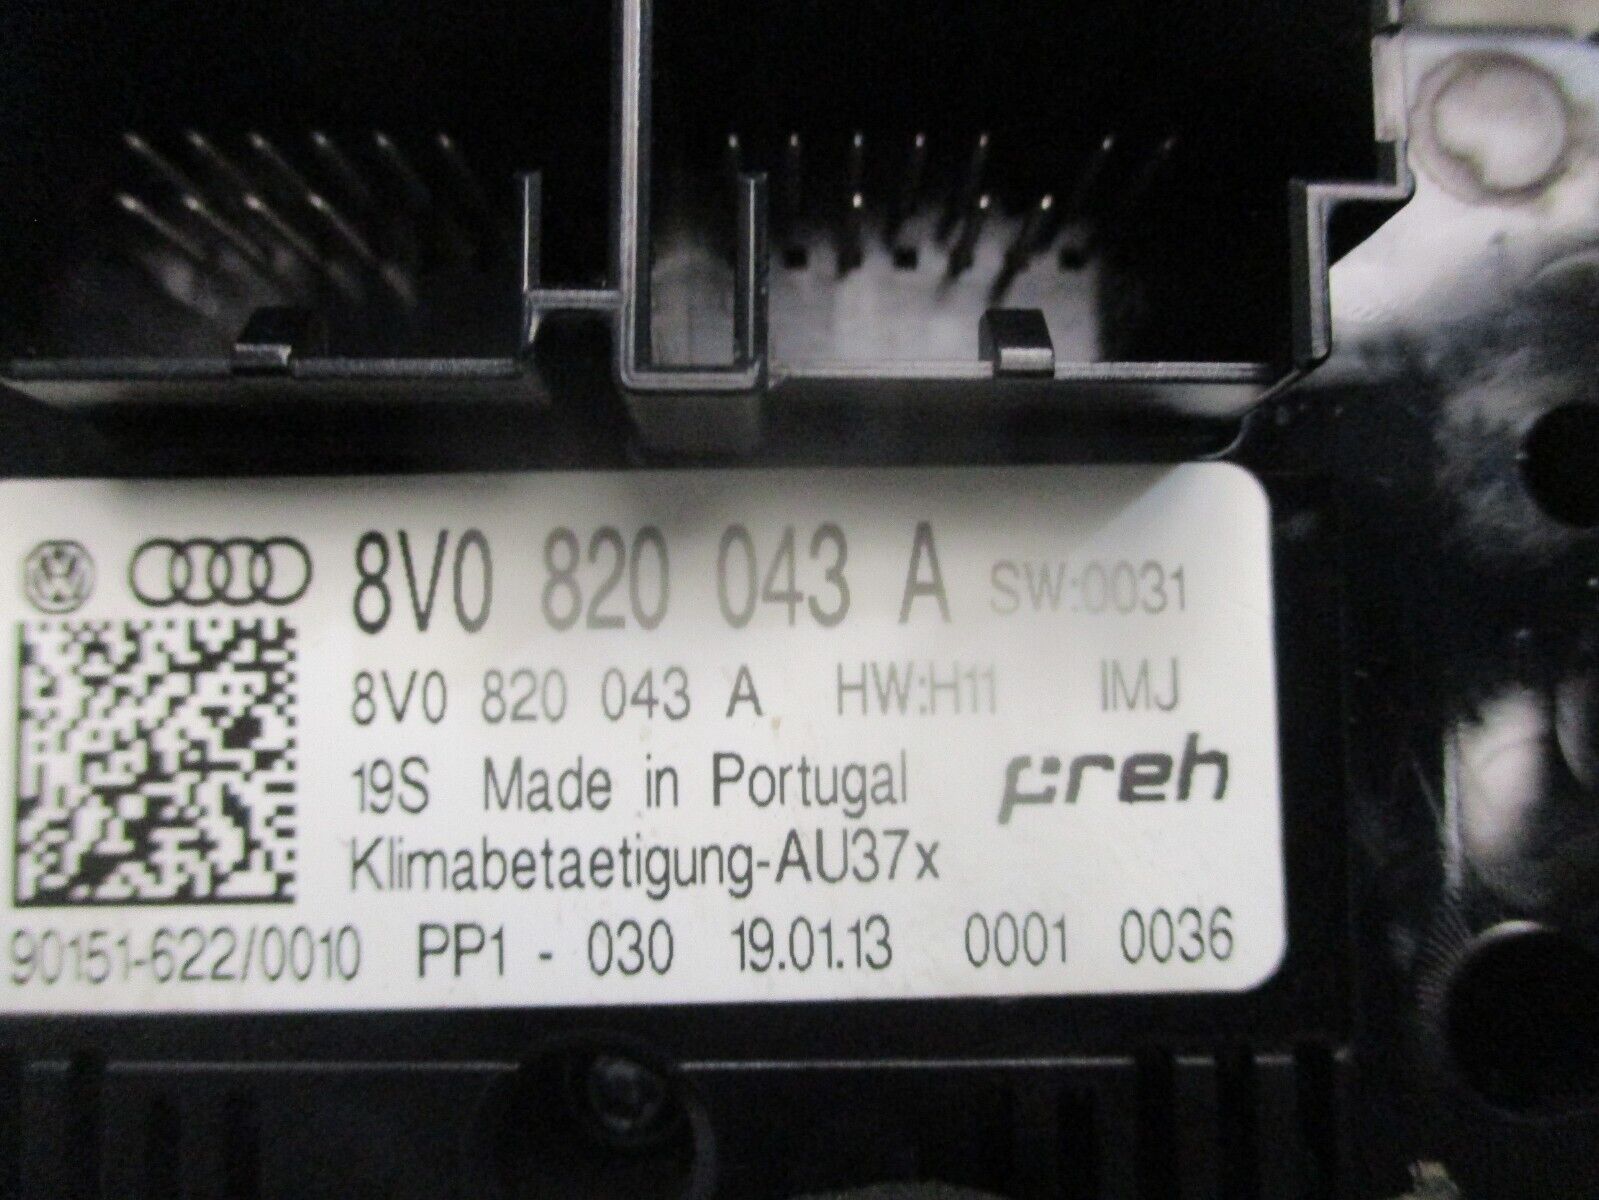 8V0 820 043 A SW:0031
8V0 820 043 A HW:H11 IMJ
19S Made in Portugal preh
Klimabetaetigung-AU37x
90151-622/0010 PP1 - 030 19.01.13 0001 0036